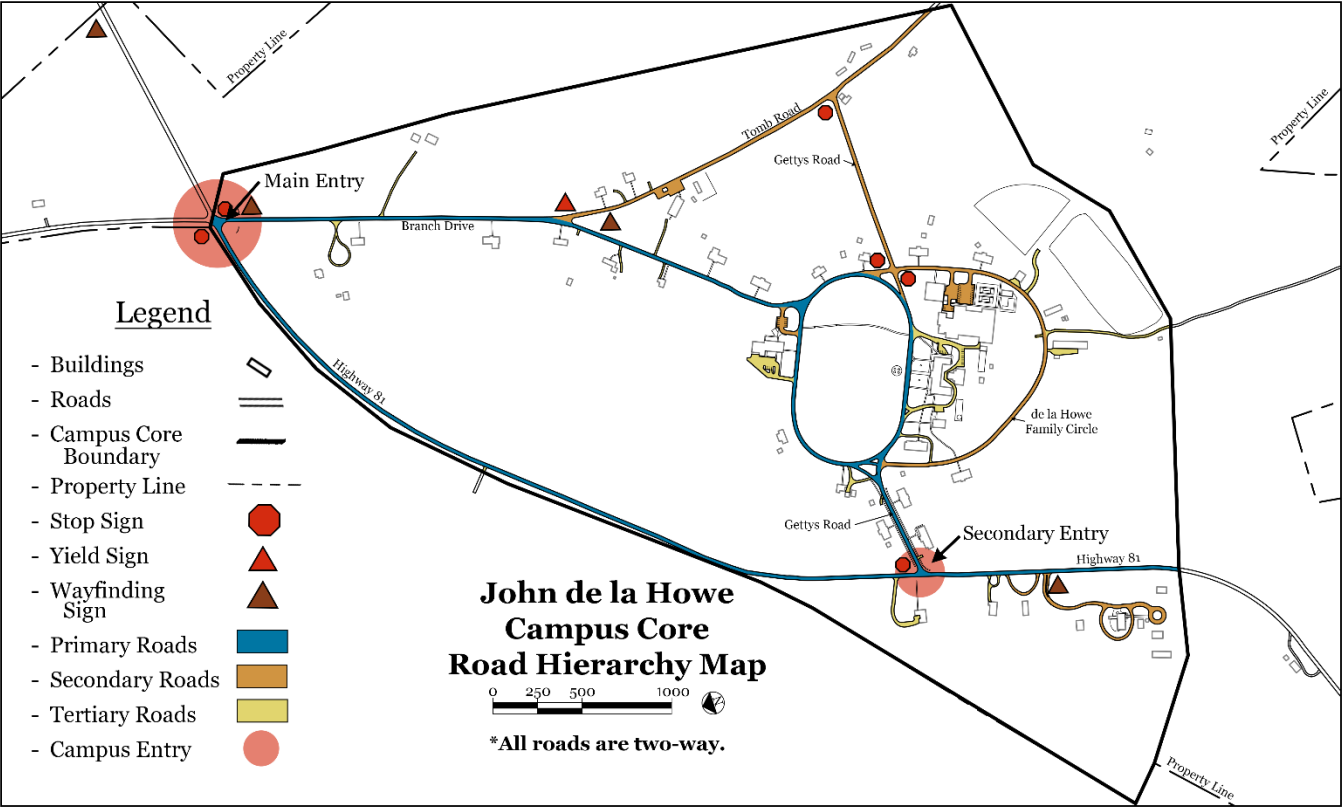 Property Line
Property Line
Tomb Road
Gettys Road
Main Entry
Branch Drive
Legend
- Buildings
- Roads
- Campus Core
Boundary
- Property Line
- Stop Sign
- Yield Sign
- Wayfinding
Sign
- Primary Roads
- Secondary Roads
- Tertiary Roads
- Campus Entry
Highway 81
de la Howe
Family Circle
Gettys Road
Secondary Entry
Highway 81
John de la Howe
Campus Core
Road Hierarchy Map
0 250 500 1000
N
*All roads are two-way.
Property Line